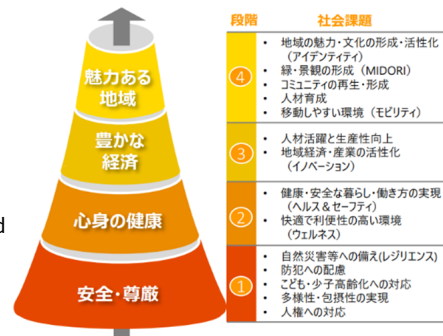 段階 社会課題
魅力ある
地域
豊かな
経済
心身の健康
安全・尊厳
d
④
・ 地域の魅力・文化の形成・活性化
（アイデンティティ）
・ 緑・景観の形成（MIDORI）
・ コミュニティの再生・形成
・ 人材育成
・ 移動しやすい環境（モビリティ）
③
・ 人材活躍と生産性向上
・ 地域経済・産業の活性化
（イノベーション）
②
・ 健康・安全な暮らし・働き方の実現
（ヘルス＆セーフティ）
・ 快適で利便性の高い環境
（ウェルネス）
①
・ 自然災害等への備え(レジリエンス)
・ 防犯への配慮
・ こども・少子高齢化への対応
・ 多様性・包摂性の実現
・ 人権への対応